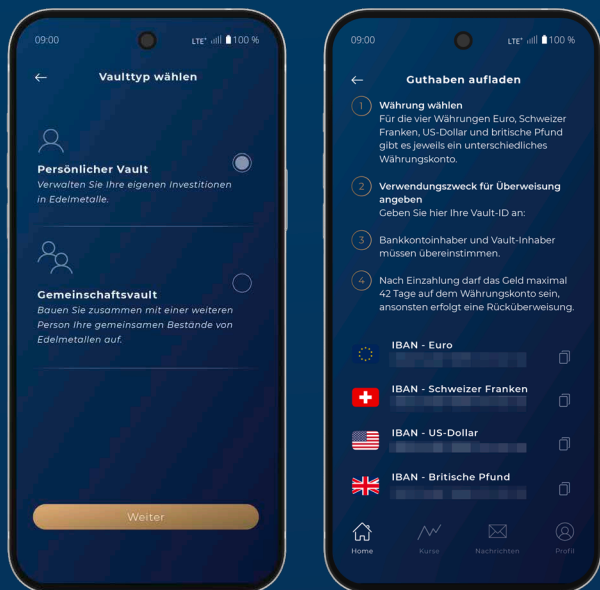 09:00
LTE+ 100 %
Vaulttyp wählen
Persönlicher Vault
Verwalten Sie Ihre eigenen Investitionen
in Edelmetalle.
Gemeinschaftsvault
Bauen Sie zusammen mit einer weiteren
Person Ihre gemeinsamen Bestände von
Edelmetallen auf.
Weiter
09:00
LTE+ 100 %
Guthaben aufladen
1 Währung wählen
Für die vier Währungen Euro, Schweizer
Franken, US-Dollar und britische Pfund
gibt es jeweils ein unterschiedliches
Währungskonto.
2 Verwendungszweck für Überweisung
angeben
Geben Sie hier Ihre Vault-ID an:
3 Bankkontoinhaber und Vault-Inhaber
müssen übereinstimmen.
4 Nach Einzahlung darf das Geld maximal
42 Tage auf dem Währungskonto sein,
ansonsten erfolgt eine Rücküberweisung.
IBAN - Euro
IBAN - Schweizer Franken
IBAN - US-Dollar
IBAN - Britische Pfund
Home Kurse Nachrichten Profil